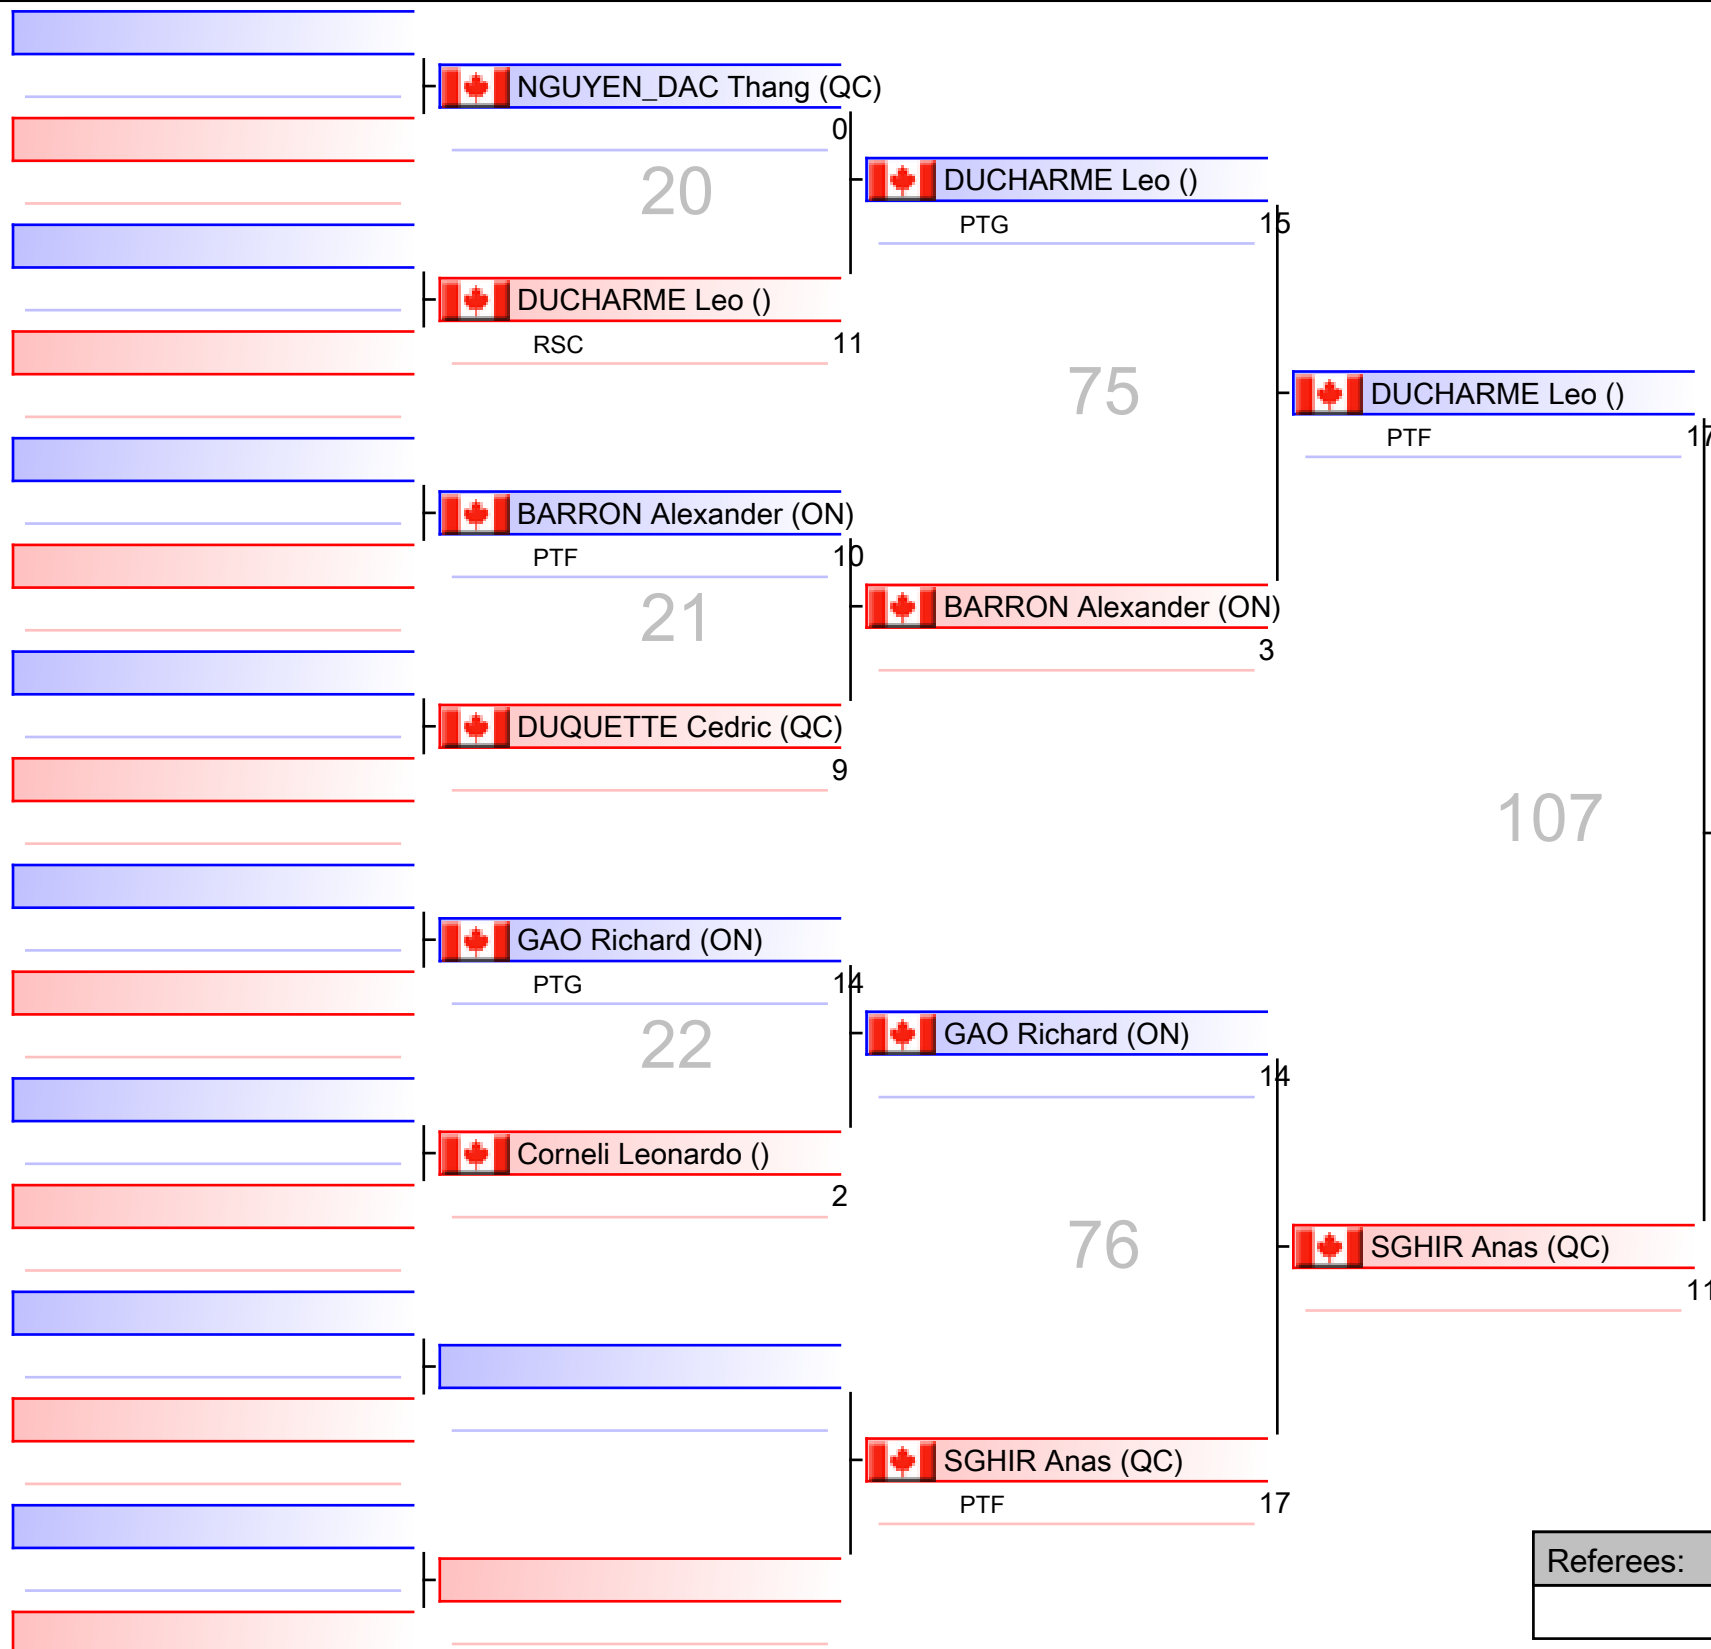 NGUYEN_DAC Thang (QC)
0
20
DUCHARME Leo ()
PTG 15
DUCHARME Leo ()
RSC 11
75
DUCHARME Leo ()
PTF 17
BARRON Alexander (ON)
PTF 10
21
BARRON Alexander (ON)
3
DUQUETTE Cedric (QC)
9
107
GAO Richard (ON)
PTG 14
22
GAO Richard (ON)
14
Corneli Leonardo ()
2
76
SGHIR Anas (QC)
11
SGHIR Anas (QC)
PTF 17
Referees: